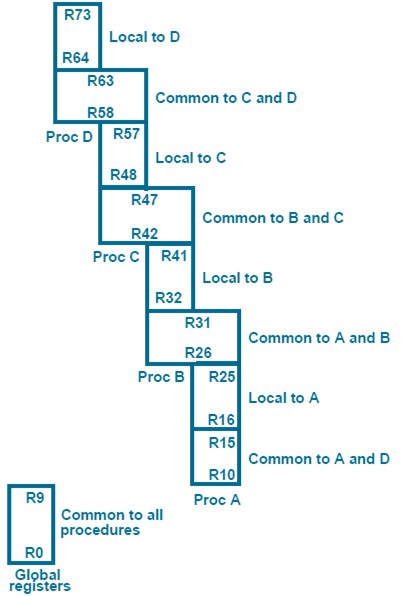 R73
Local to D
R64
R63
Common to C and D
R58
Proc D
R57
Local to C
R48
R47
Common to B and C
R42
Proc C
R41
Local to B
R32
R31
Common to A and B
R26
Proc B
R25
Local to A
R16
R15
Common to A and D
R10
Proc A
R9
Common to all
procedures
R0
Global
registers